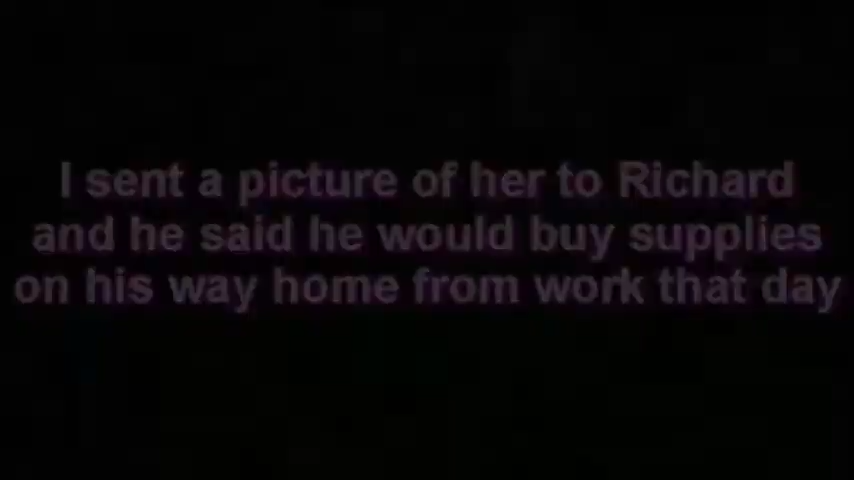 I sent a picture of her to Richard
and he said he would buy supplies
on his way home from work that day